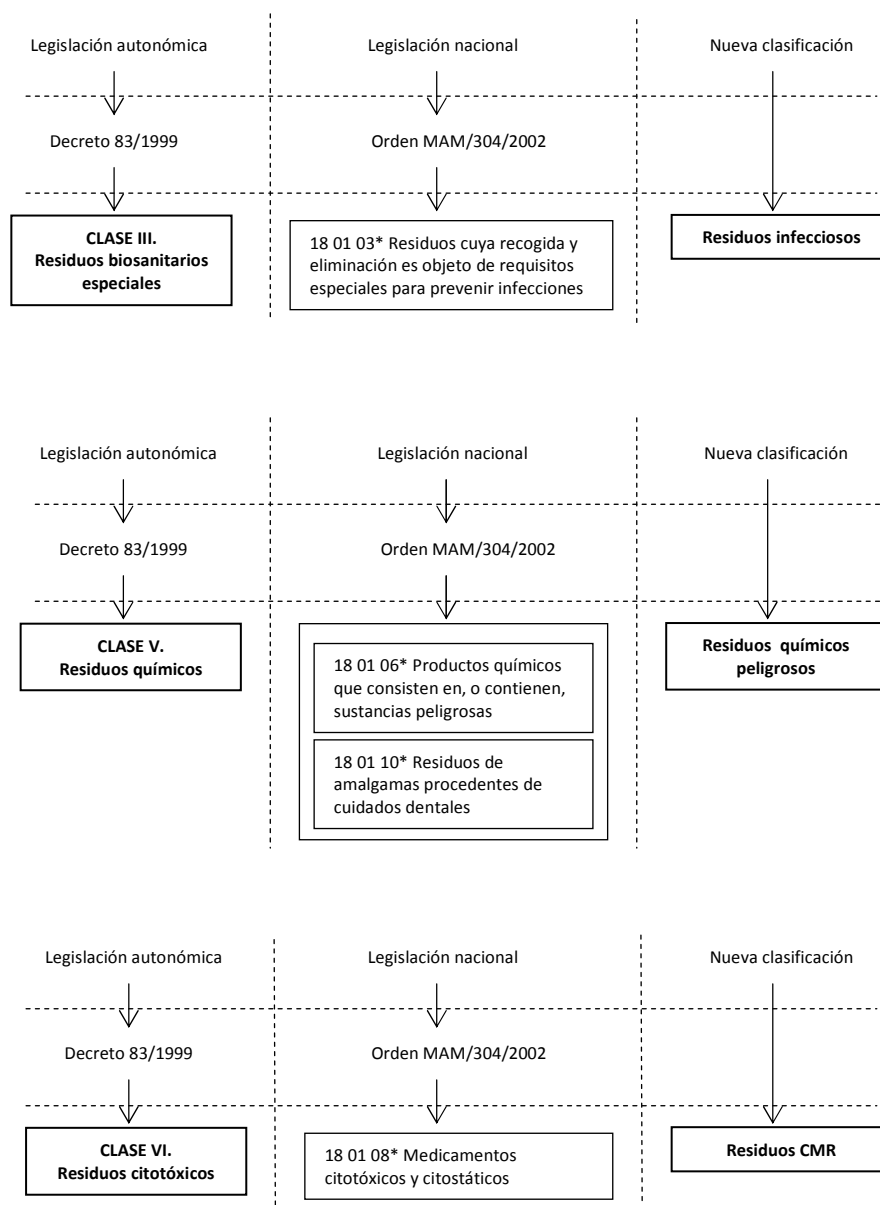 Legislación autonómica
Legislación nacional
Nueva clasificación
Decreto 83/1999
Orden MAM/304/2002
CLASE III.
Residuos biosanitarios
especiales
18 01 03* Residuos cuya recogida y
eliminación es objeto de requisitos
especiales para prevenir infecciones
Residuos infecciosos
Legislación autonómica
Legislación nacional
Nueva clasificación
Decreto 83/1999
Orden MAM/304/2002
CLASE V.
Residuos químicos
18 01 06* Productos químicos
que consisten en, o contienen,
sustancias peligrosas
18 01 10* Residuos de
amalgamas procedentes de
cuidados dentales
Residuos químicos
peligrosos
Legislación autonómica
Legislación nacional
Nueva clasificación
Decreto 83/1999
Orden MAM/304/2002
CLASE VI.
Residuos citotóxicos
18 01 08* Medicamentos
citotóxicos y citostáticos
Residuos CMR